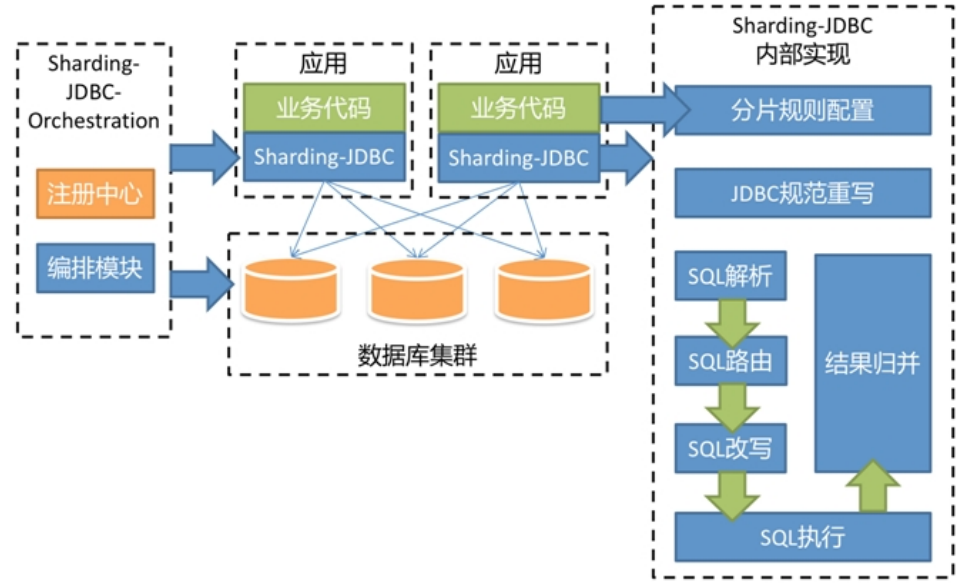 Sharding-
JDBC-
Orchestration
注册中心
编排模块
应用
业务代码
Sharding-JDBC
应用
业务代码
Sharding-JDBC
数据库集群
Sharding-JDBC
内部实现
分片规则配置
JDBC规范重写
SQL解析
SQL路由
SQL改写
结果归并
SQL执行